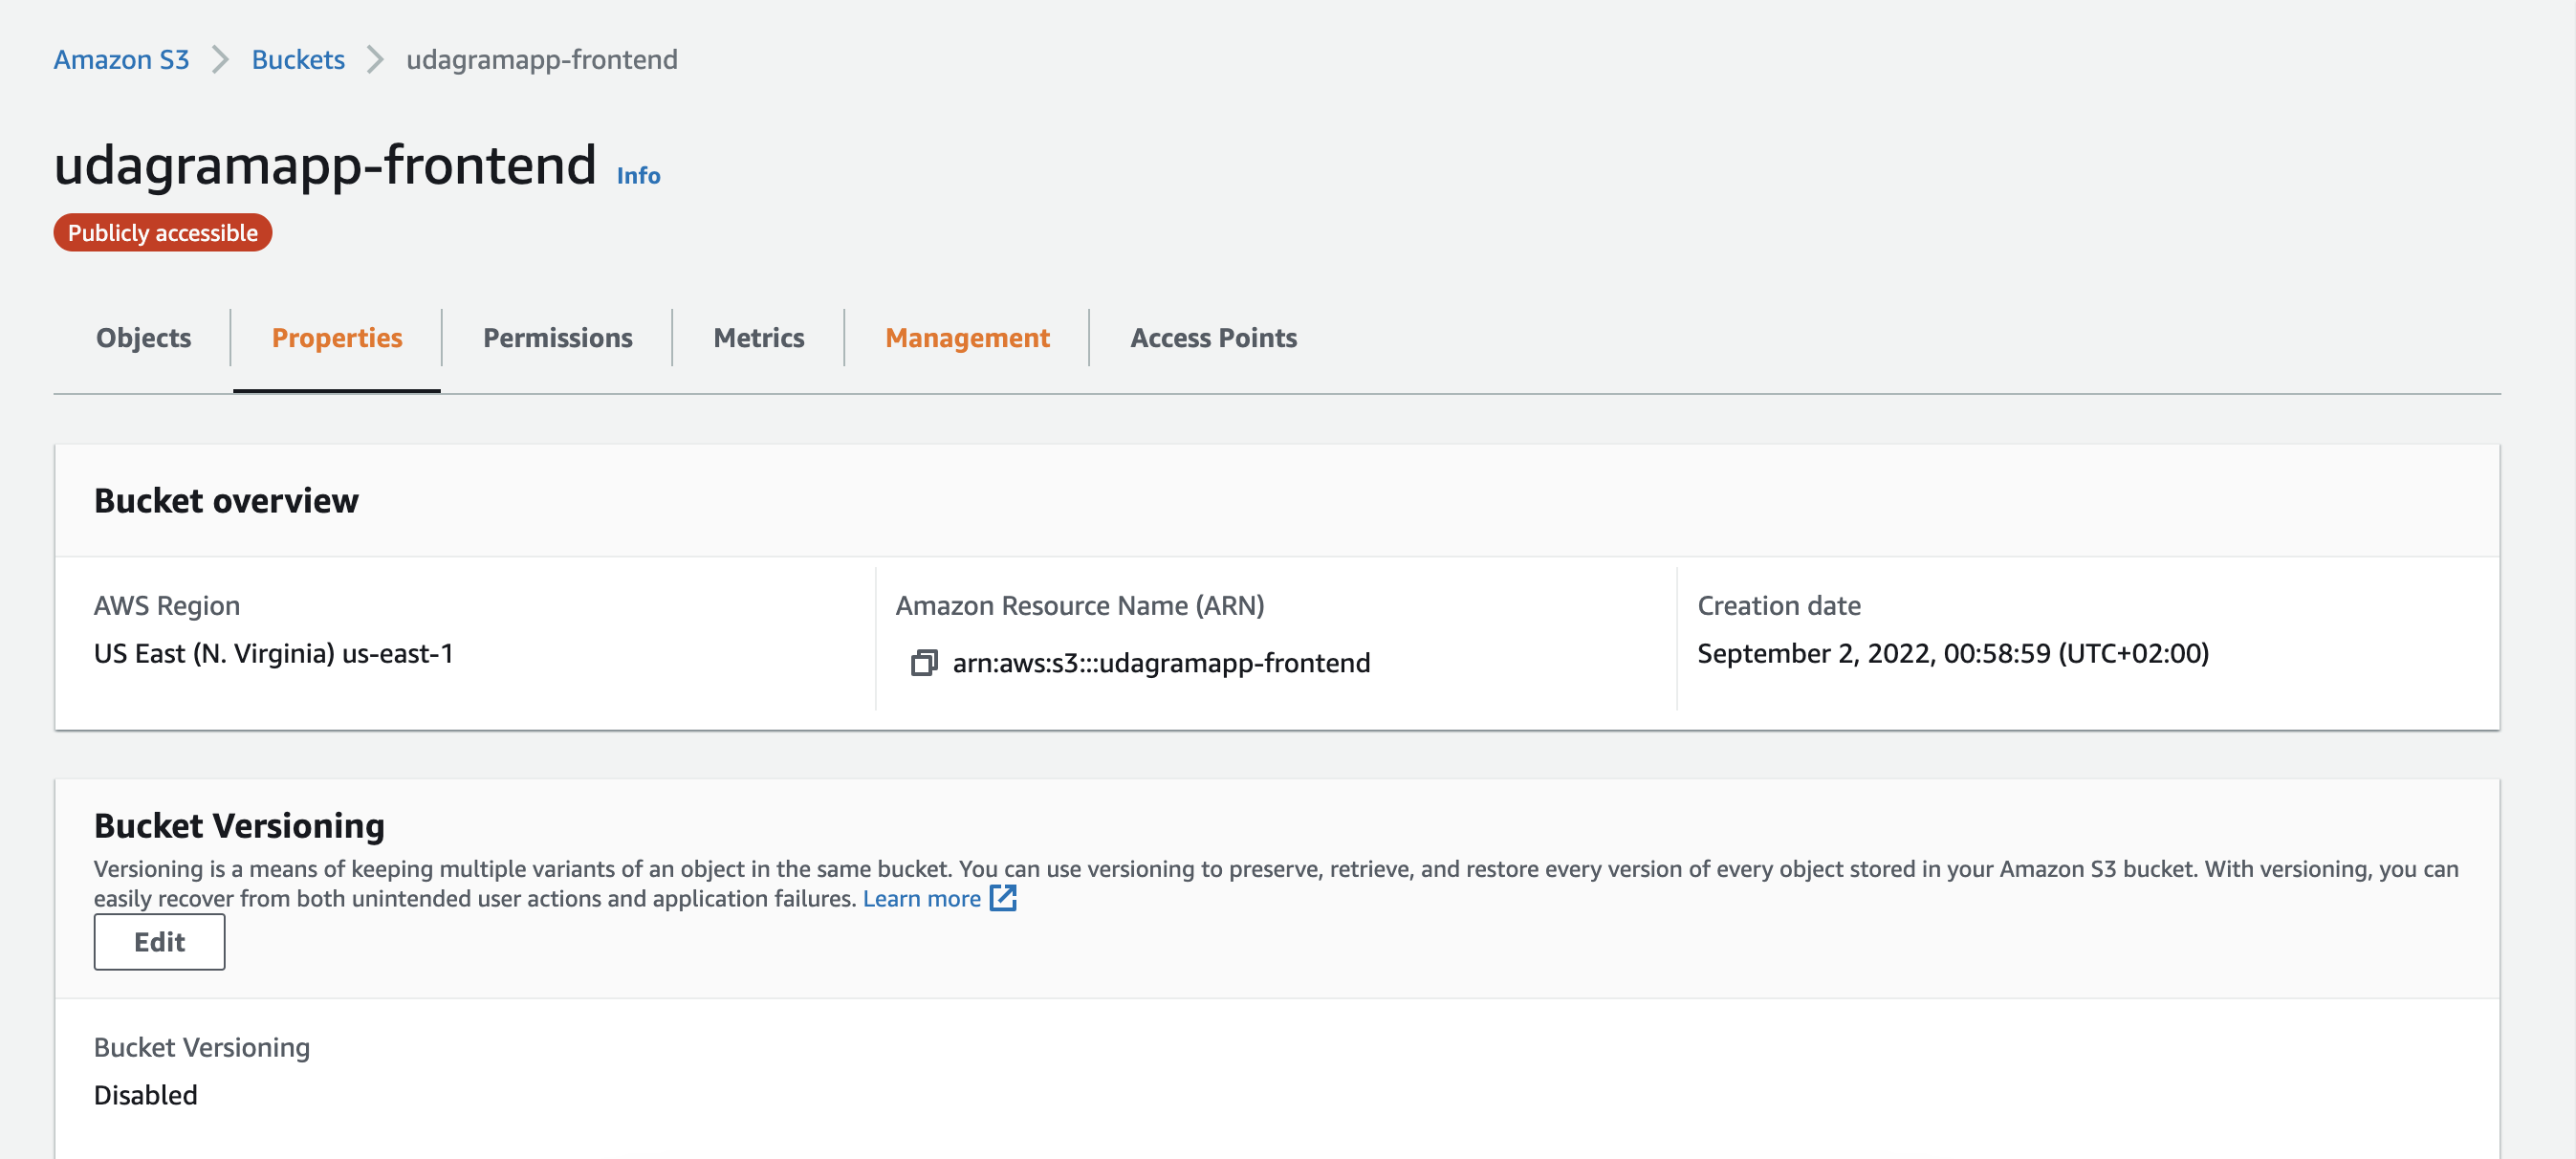 Amazon S3 > Buckets > udagramapp-frontend
udagramapp-frontend Info
Publicly accessible
Objects Properties Permissions Metrics Management Access Points
Bucket overview
AWS Region
US East (N. Virginia) us-east-1
Amazon Resource Name (ARN)
arn:aws:s3:::udagramapp-frontend
Creation date
September 2, 2022, 00:58:59 (UTC+02:00)
Bucket Versioning
Versioning is a means of keeping multiple variants of an object in the same bucket. You can use versioning to preserve, retrieve, and restore every version of every object stored in your Amazon S3 bucket. With versioning, you can
easily recover from both unintended user actions and application failures. Learn more
Edit
Bucket Versioning
Disabled